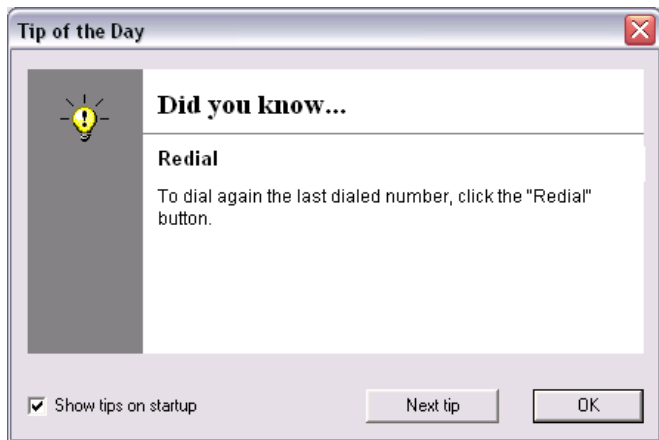 Tip of the Day
Did you know...
Redial
To dial again the last dialed number, click the "Redial"
button.
Show tips on startup
Next tip
OK